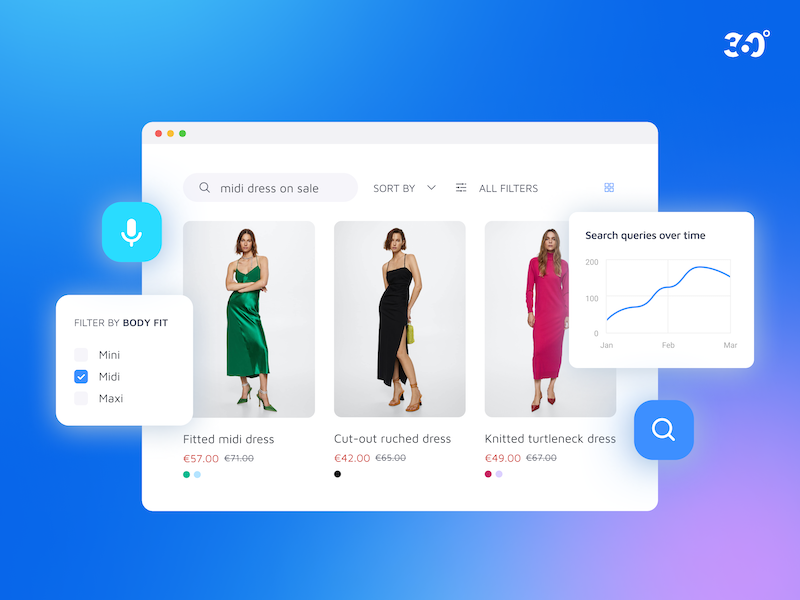 360°
midi dress on sale
SORT BY
ALL FILTERS
Search queries over time
200
100
0
Jan Feb Mar
FILTER BY BODY FIT
Mini
Midi
Maxi
Fitted midi dress
€57.00 €71.00
Cut-out ruched dress
€42.00 €65.00
Knitted turtleneck dress
€49.00 €67.00